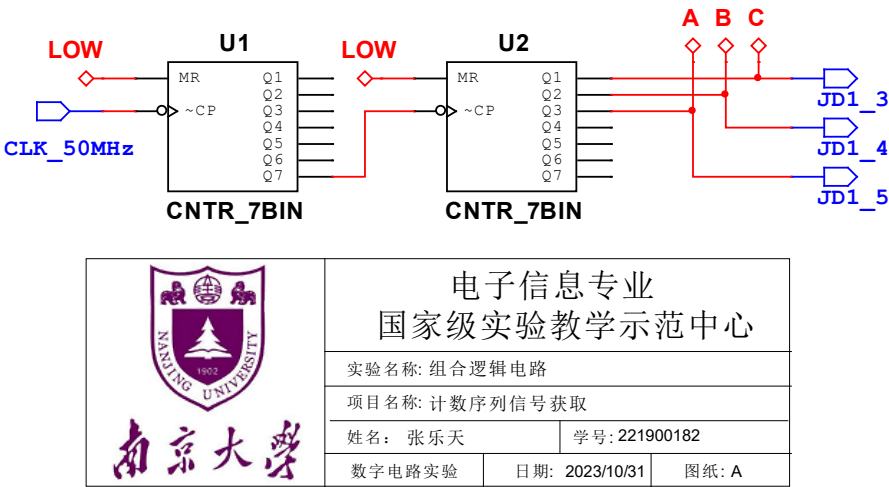 A B C
LOW U1 LOW U2
MR Q1 MR Q1
Q2 Q2
~CP Q3 ~CP Q3
Q4 Q4
Q5 Q5
Q6 Q6
Q7 Q7
CLK_50MHz
JD1_3
JD1_4
JD1_5
CNTR_7BIN CNTR_7BIN
电子信息专业
国家级实验教学示范中心
NANJING UNIVERSITY
1902
南京大学
实验名称: 组合逻辑电路
项目名称: 计数序列信号获取
姓名: 张乐天 学号: 221900182
数字电路实验 日期: 2023/10/31 图纸: A